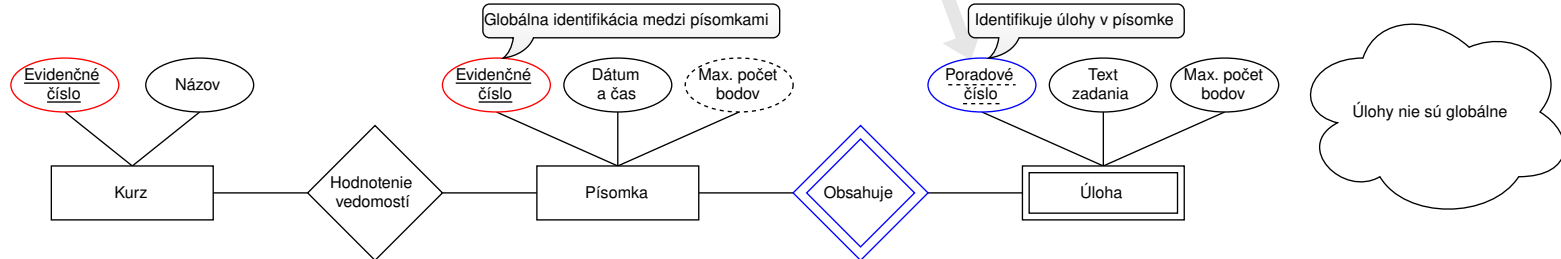 Globálna identifikácia medzi písomkami
Identifikuje úlohy v písomke
Evidenčné
číslo
Názov
Evidenčné
číslo
Dátum
a čas
Max. počet
bodov
Poradové
číslo
Text
zadania
Max. počet
bodov
Úlohy nie sú globálne
Kurz
Hodnotenie
vedomostí
Písomka
Obsahuje
Úloha